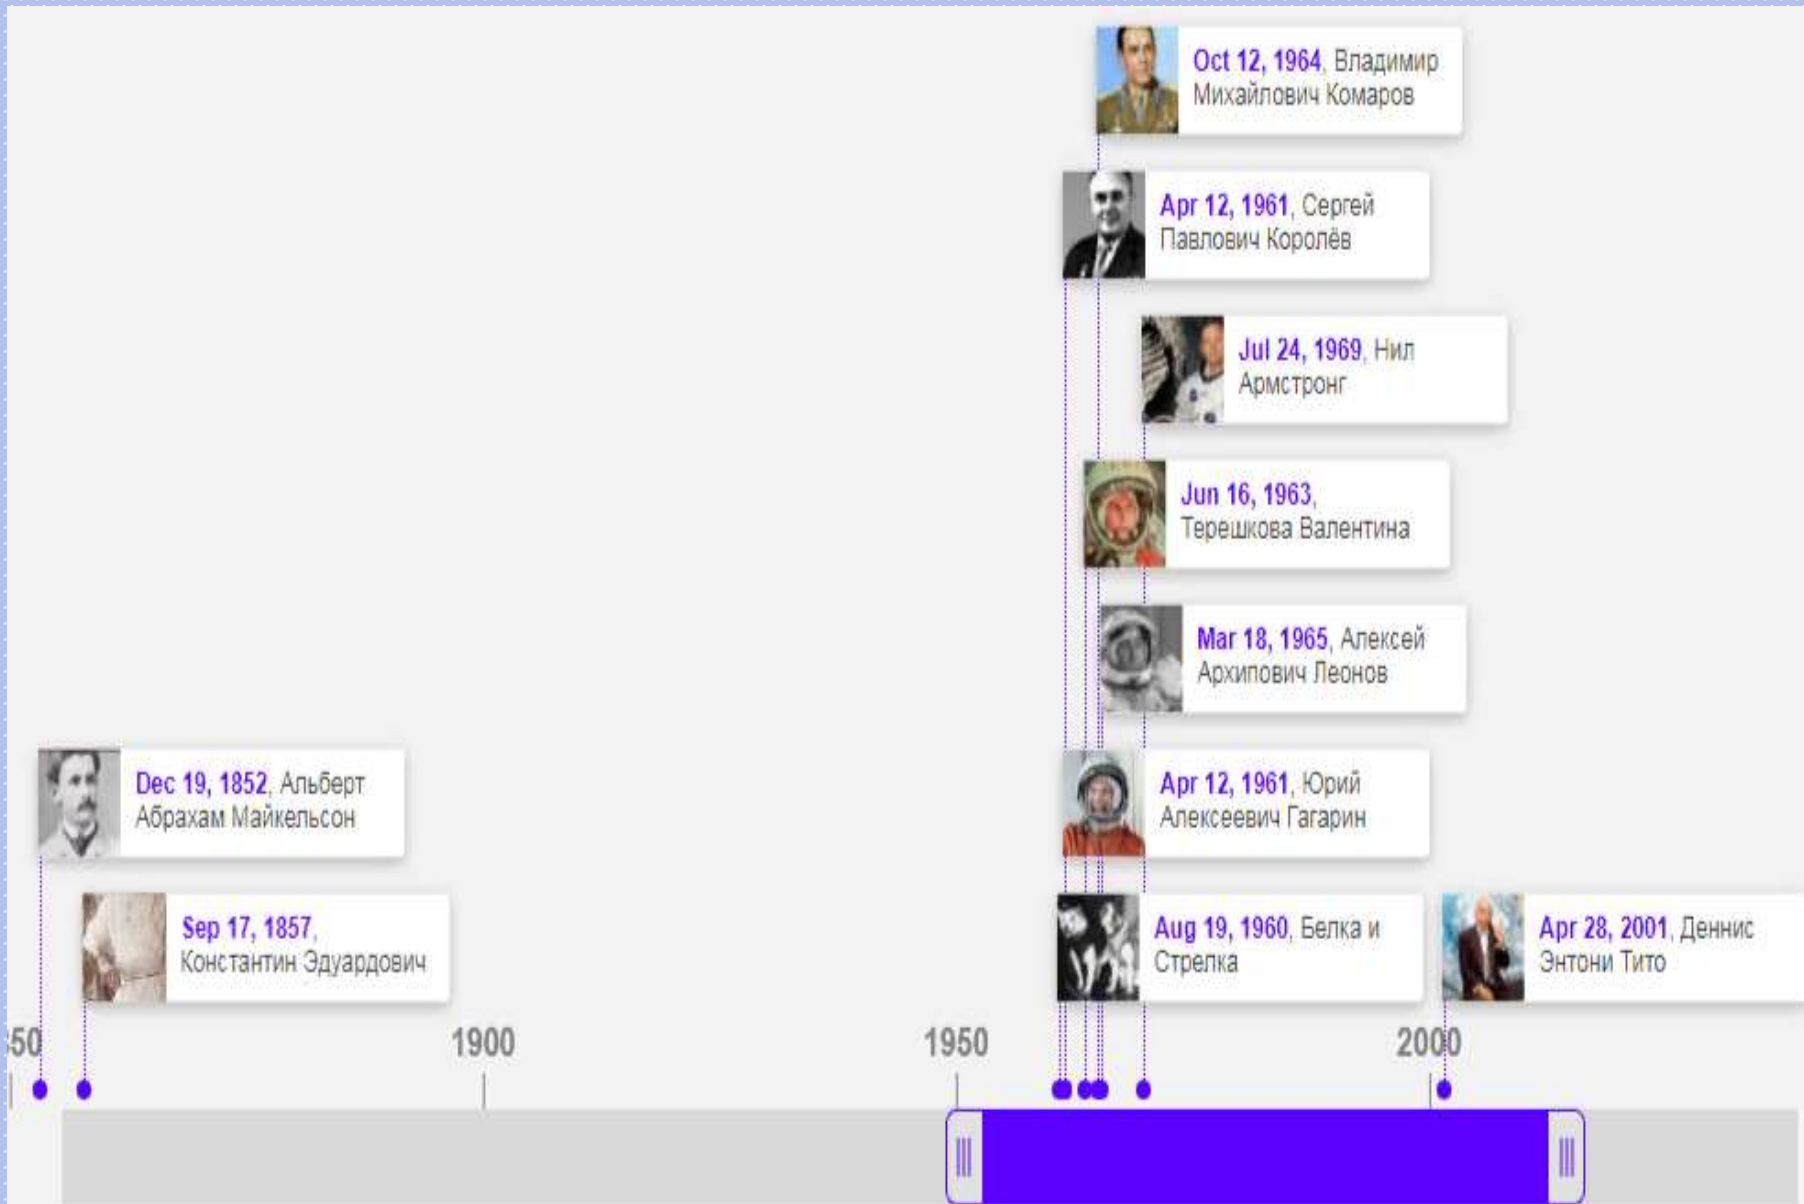 Oct 12, 1964, Владимир
Михайлович Комаров
Apr 12, 1961, Сергей
Павлович Королёв
Jul 24, 1969, Нил
Армстронг
Jun 16, 1963,
Терешкова Валентина
Mar 18, 1965, Алексей
Архипович Леонов
Dec 19, 1852, Альберт
Абрахам Майкельсон
Apr 12, 1961, Юрий
Алексеевич Гагарин
Sep 17, 1857,
Константин Эдуардович
Aug 19, 1960, Белка и
Стрелка
Apr 28, 2001, Деннис
Энтони Тито
50 1900 1950 2000